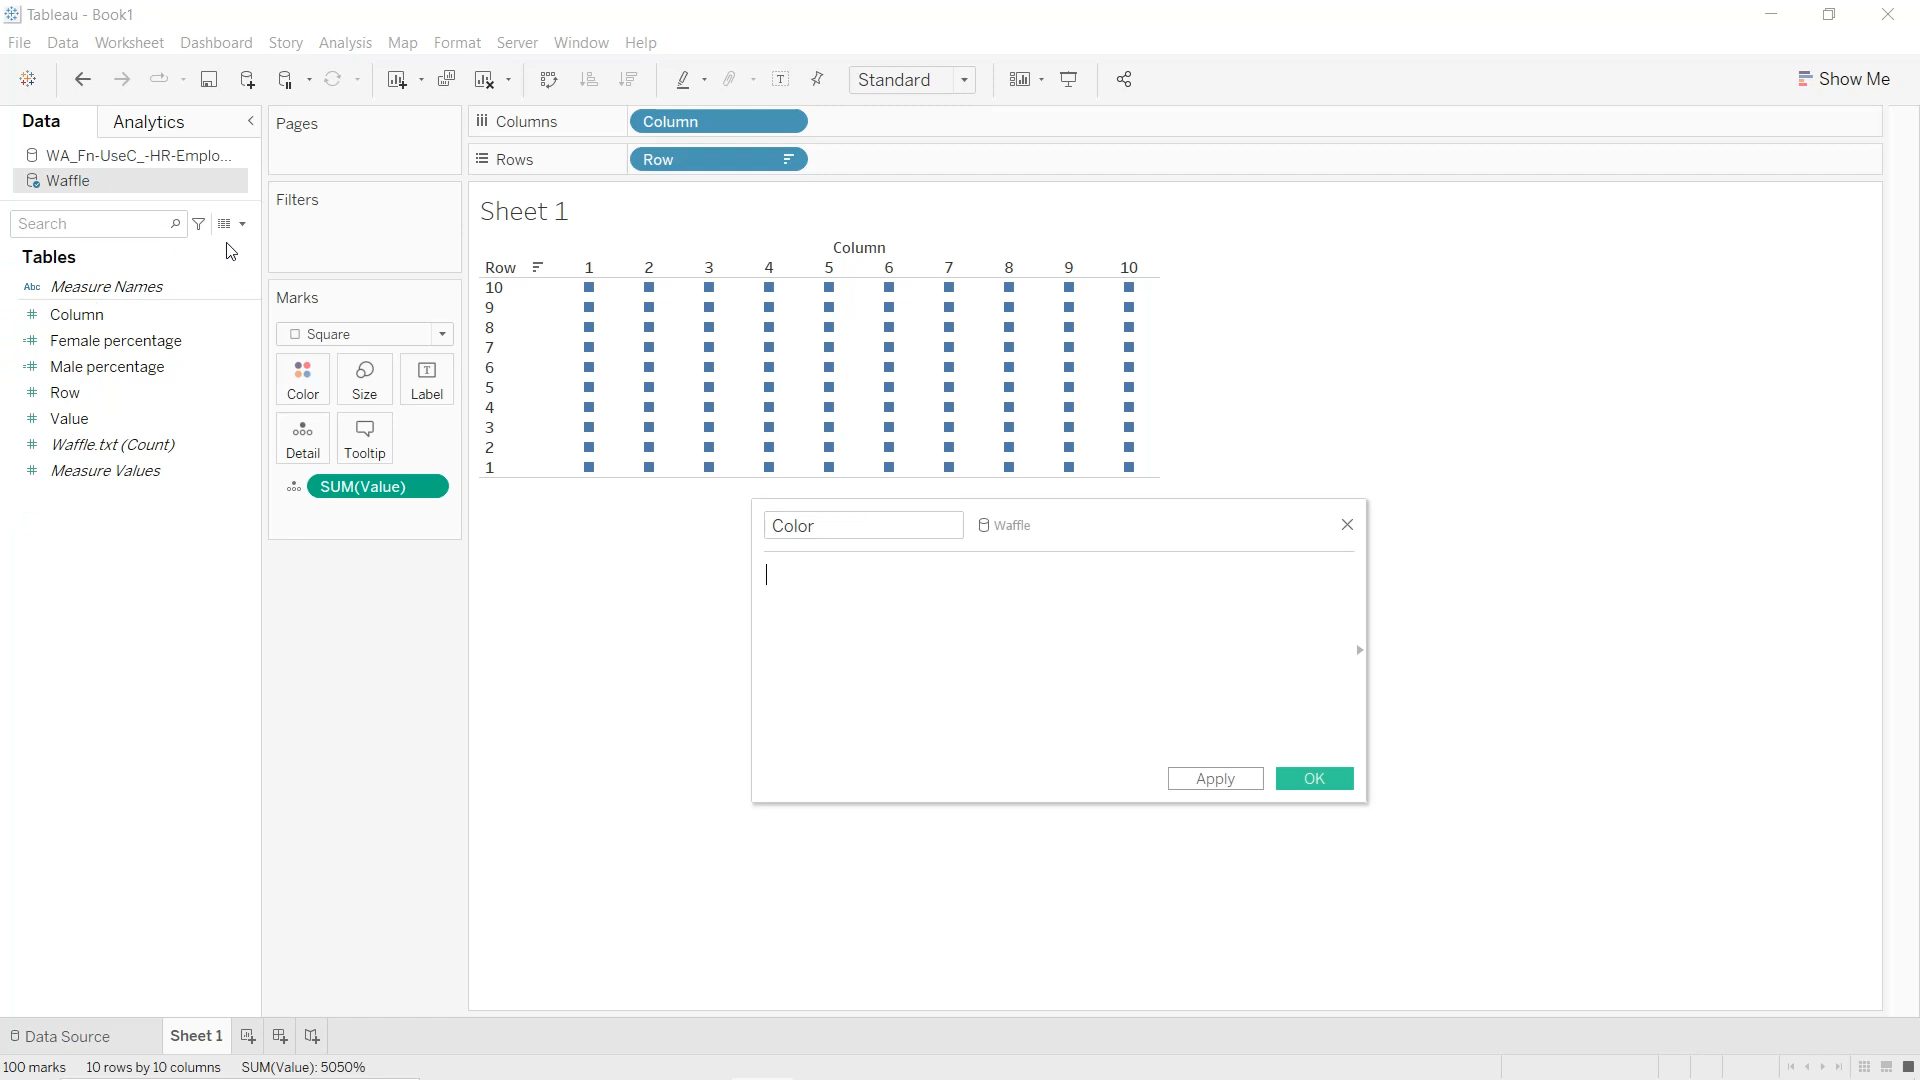 Tableau - Book1
File Data Worksheet Dashboard Story Analysis Map Format Server Window Help
Standard
Show Me
Data
Analytics
WA_Fn-UseC_-HR-Emplo...
Waffle
Search
Tables
Abc Measure Names
Column
Female percentage
Male percentage
Row
Value
Waffle.txt (Count)
Measure Values
Pages
Filters
Marks
Square
Color Size Label
Detail Tooltip
SUM(Value)
Columns Column
Rows Row
Sheet 1
Column
Row 1 2 3 4 5 6 7 8 9 10
10
9
8
7
6
5
4
3
2
1
Color
Waffle
Apply
OK
Data Source
Sheet 1
100 marks 10 rows by 10 columns SUM(Value): 5050%